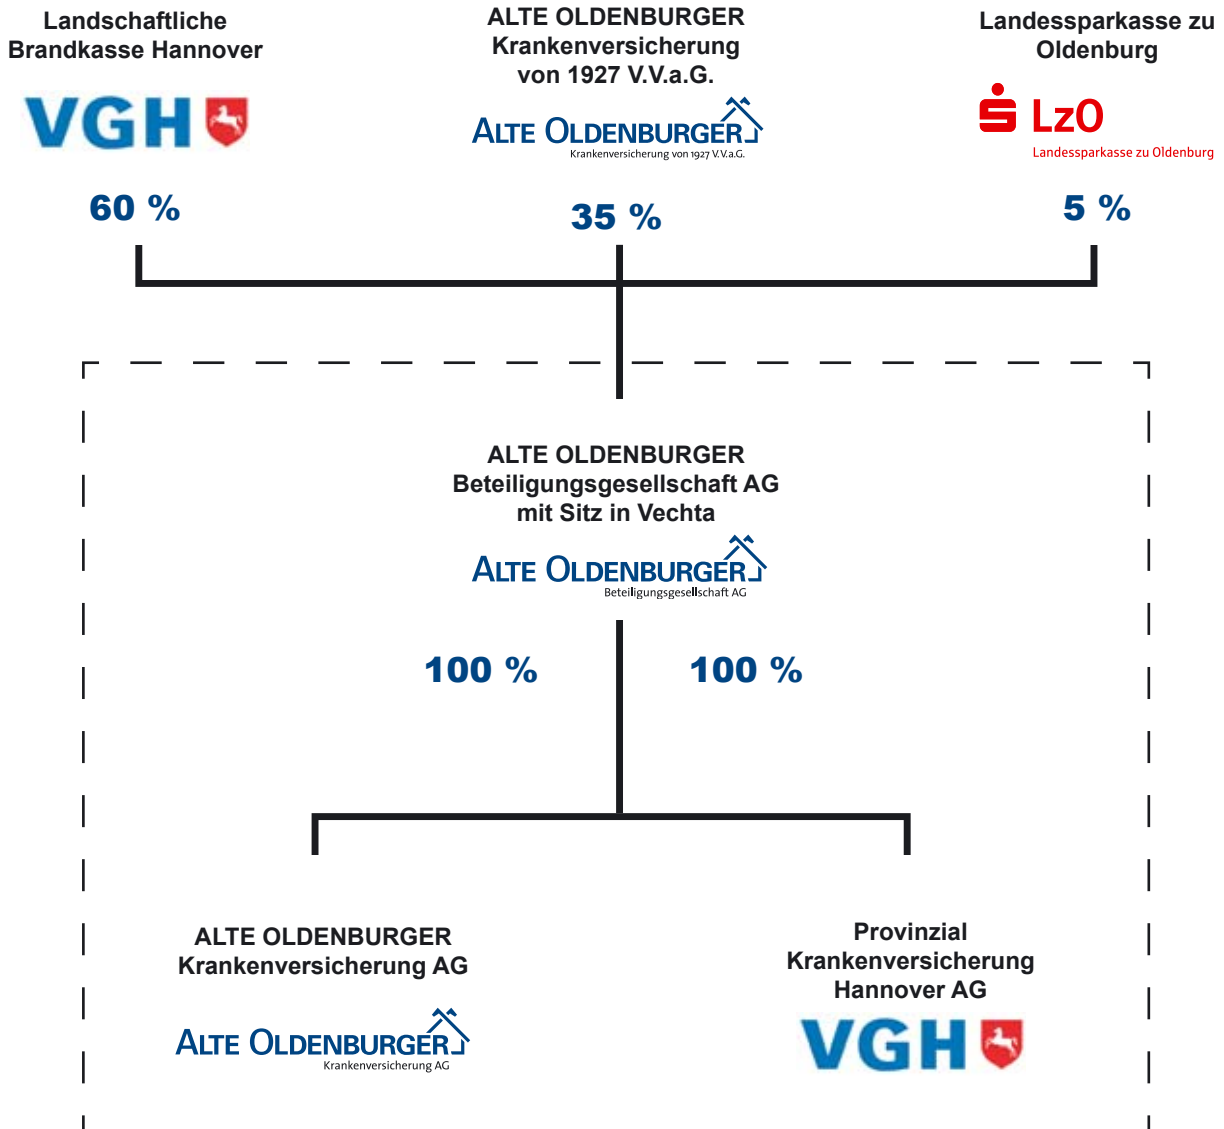 Landschaftliche
Brandkasse Hannover
VGH
60 %
ALTE OLDENBURGER
Krankenversicherung
von 1927 V.V.a.G.
ALTE OLDENBURGER
Krankenversicherung von 1927 V.V.a.G.
35 %
Landessparkasse zu
Oldenburg
LzO
Landessparkasse zu Oldenburg
5 %
ALTE OLDENBURGER
Beteiligungsgesellschaft AG
mit Sitz in Vechta
ALTE OLDENBURGER
Beteiligungsgesellschaft AG
100 %
100 %
ALTE OLDENBURGER
Krankenversicherung AG
ALTE OLDENBURGER
Krankenversicherung AG
Provinzial
Krankenversicherung
Hannover AG
VGH